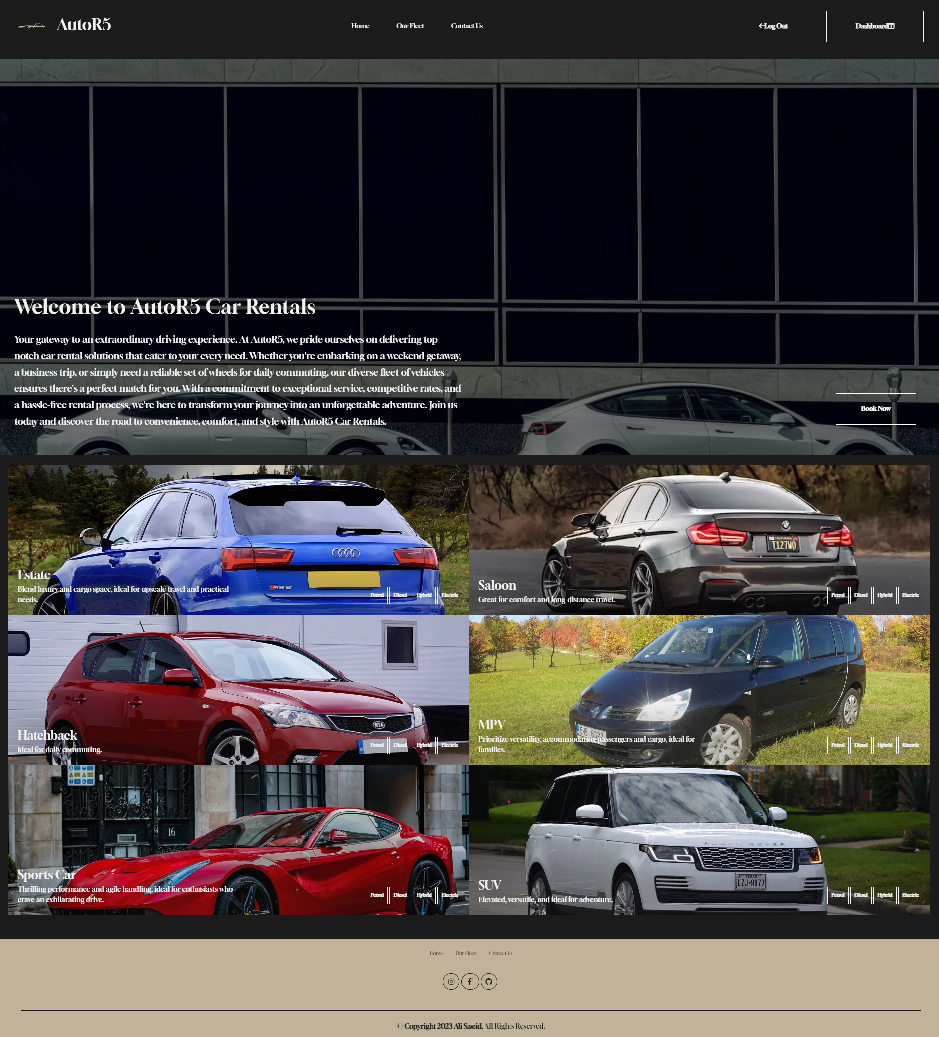 AutoR5
Home Our Fleet Contact Us
Log Out
Dashboard
Welcome to AutoR5 Car Rentals
Your gateway to an extraordinary driving experience. At AutoR5, we pride ourselves on delivering top
notch car rental solutions that cater to your every need. Whether you're embarking on a weekend getaway,
a business trip, or simply need a reliable set of wheels for daily commuting, our diverse fleet of vehicles
ensures there's a perfect match for you. With a commitment to exceptional service, competitive rates, and
a hassle-free rental process, we're here to transform your journey into an unforgettable adventure. Join us
today and discover the road to convenience, comfort, and style with AutoR5 Car Rentals.
Book Now
Estate
Blend luxury and cargo space, ideal for upscale travel and practical
needs.
Petrol Diesel Hybrid Electric
Saloon
Great for comfort and long-distance travel.
Petrol Diesel Hybrid Electric
T127WO
Hatchback
Ideal for daily commuting.
Petrol Diesel Hybrid Electric
KIA
MPV
Prioritize versatility, accommodating passengers and cargo, ideal for
families.
Petrol Diesel Hybrid Electric
16
Sports Car
Thrilling performance and agile handling, ideal for enthusiasts who
crave an exhilarating drive.
Petrol Diesel Hybrid Electric
SUV
Elevated, versatile, and ideal for adventure.
Petrol Diesel Hybrid Electric
Home Our Fleet Contact Us
© Copyright 2023 Ali Saeid. All Rights Reserved.